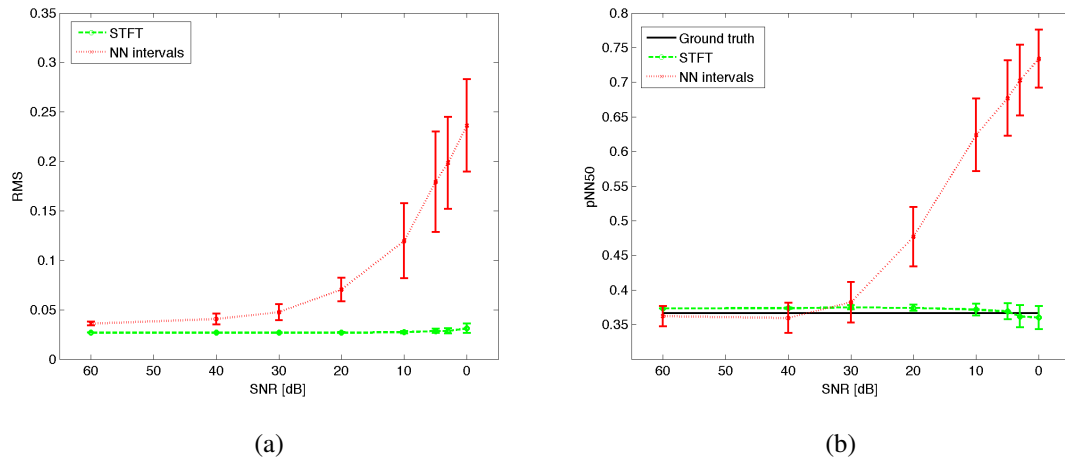 0.35
0.3
0.25
0.2
0.15
0.1
0.05
0
RMS
60 50 40 30 20 10 0
SNR [dB]
STFT
NN intervals
(a)
0.8
0.75
0.7
0.65
0.6
0.55
0.5
0.45
0.4
0.35
pNN50
60 50 40 30 20 10 0
SNR [dB]
Ground truth
STFT
NN intervals
(b)